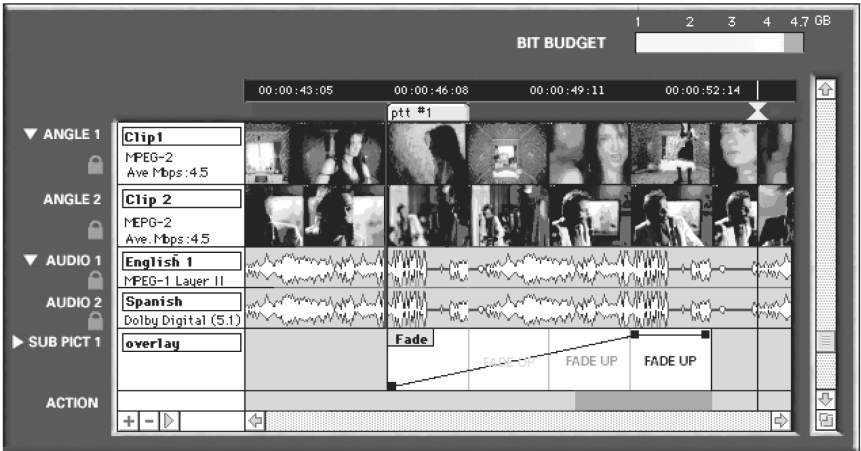 1 2 3 4 4.7 GB
BIT BUDGET
00:00:43:05 00:00:46:08 00:00:49:11 00:00:52:14
ptt #1
ANGLE 1
Clip1
MPEG-2
Ave Mbps:4.5
ANGLE 2
Clip 2
MEPG-2
Ave. Mbps:4.5
AUDIO 1
English 1
MPEG-1 Layer II
AUDIO 2
Spanish
Dolby Digital (5.1)
SUB PICT 1
overlay
Fade
FADE UP FADE UP FADE UP
ACTION